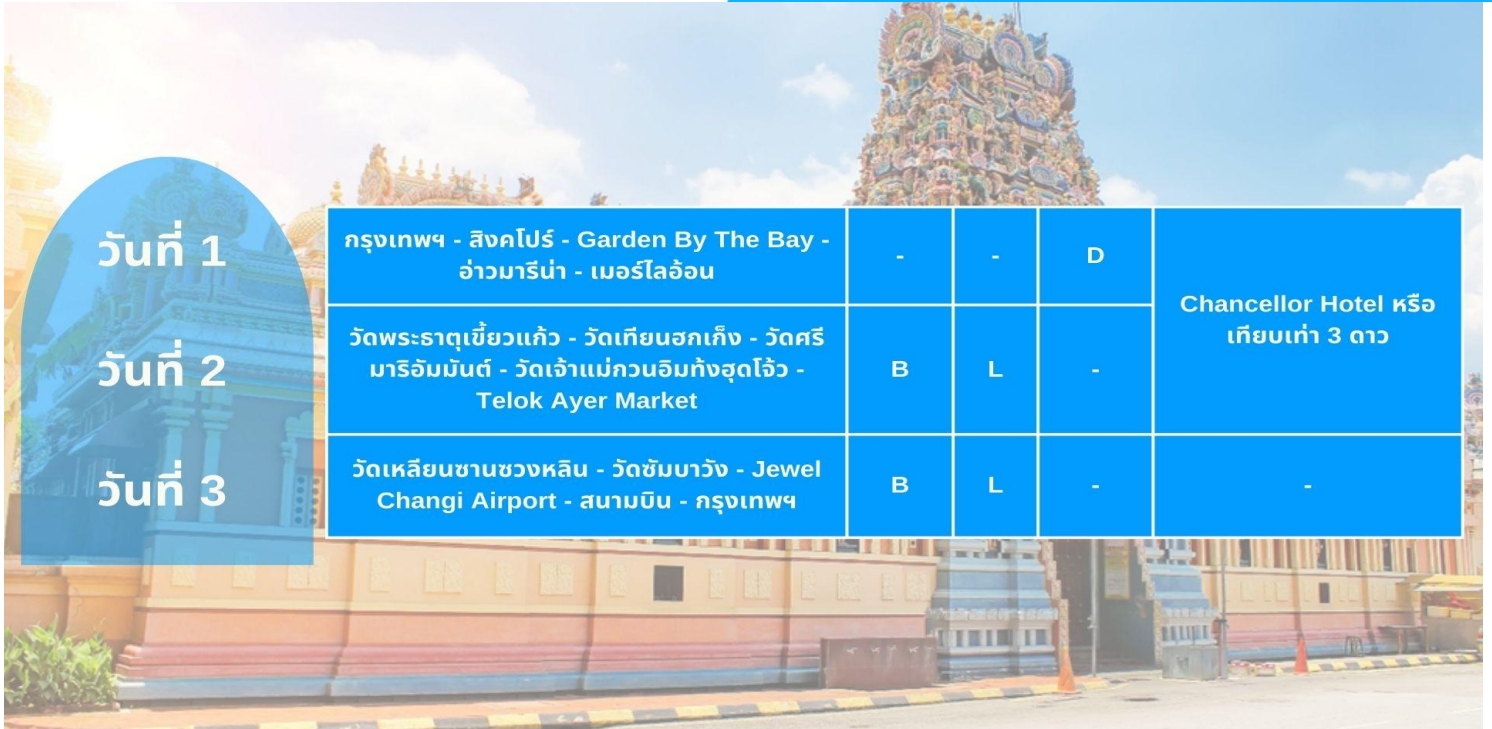 วันที่ 1
กรุงเทพฯ - สิงคโปร์ - Garden By The Bay -
อ่าวมารีน่า - เมอร์ไลอ้อน
-
-
D
Chancellor Hotel หรือ
เทียบเท่า 3 ดาว
วันที่ 2
วัดพระธาตุเขี้ยวแก้ว - วัดเทียนฮกเก็ง - วัดศรี
มาริอัมมันต์ - วัดเจ้าแม่กวนอิมทังฮุดโจ้ว -
Telok Ayer Market
B
L
-
วันที่ 3
วัดเหลียนซานซวงหลิน - วัดซัมบาวัง - Jewel
Changi Airport - สนามบิน - กรุงเทพฯ
B
L
-
-